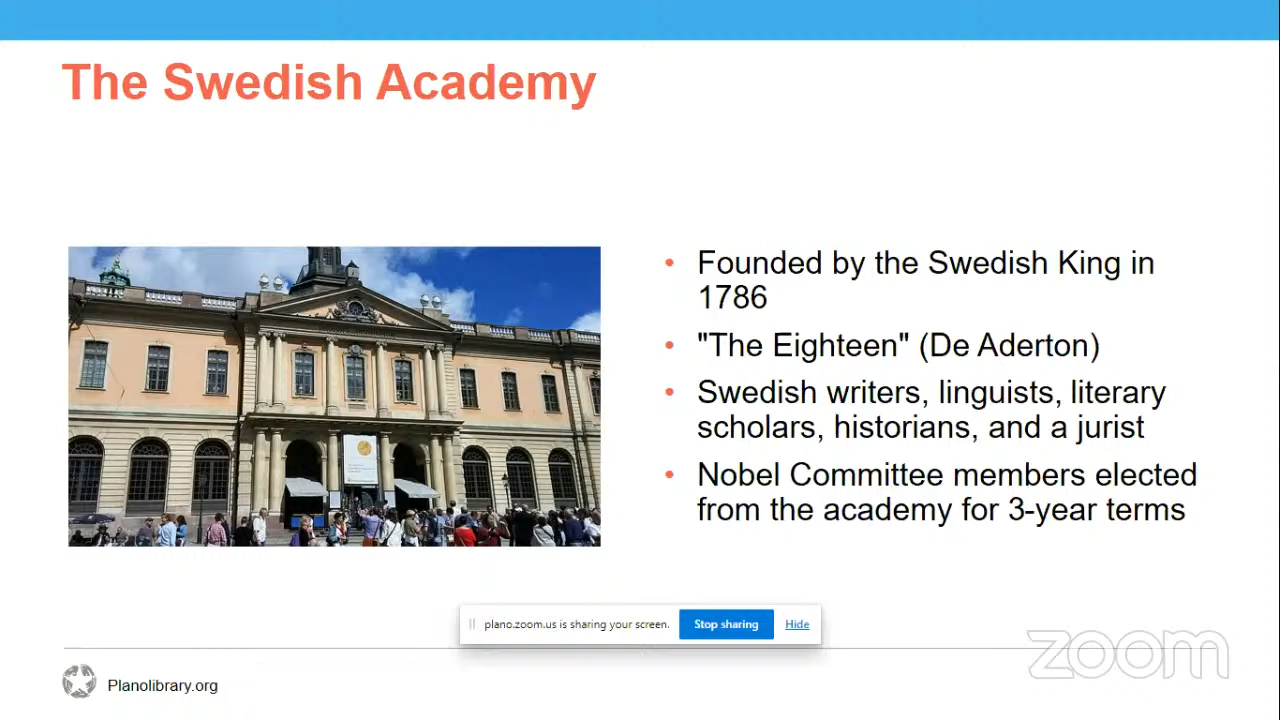 The Swedish Academy
• Founded by the Swedish King in
1786
• "The Eighteen" (De Aderton)
• Swedish writers, linguists, literary
scholars, historians, and a jurist
• Nobel Committee members elected
from the academy for 3-year terms
plano.zoom.us is sharing your screen. Stop sharing Hide
zoom
Planolibrary.org